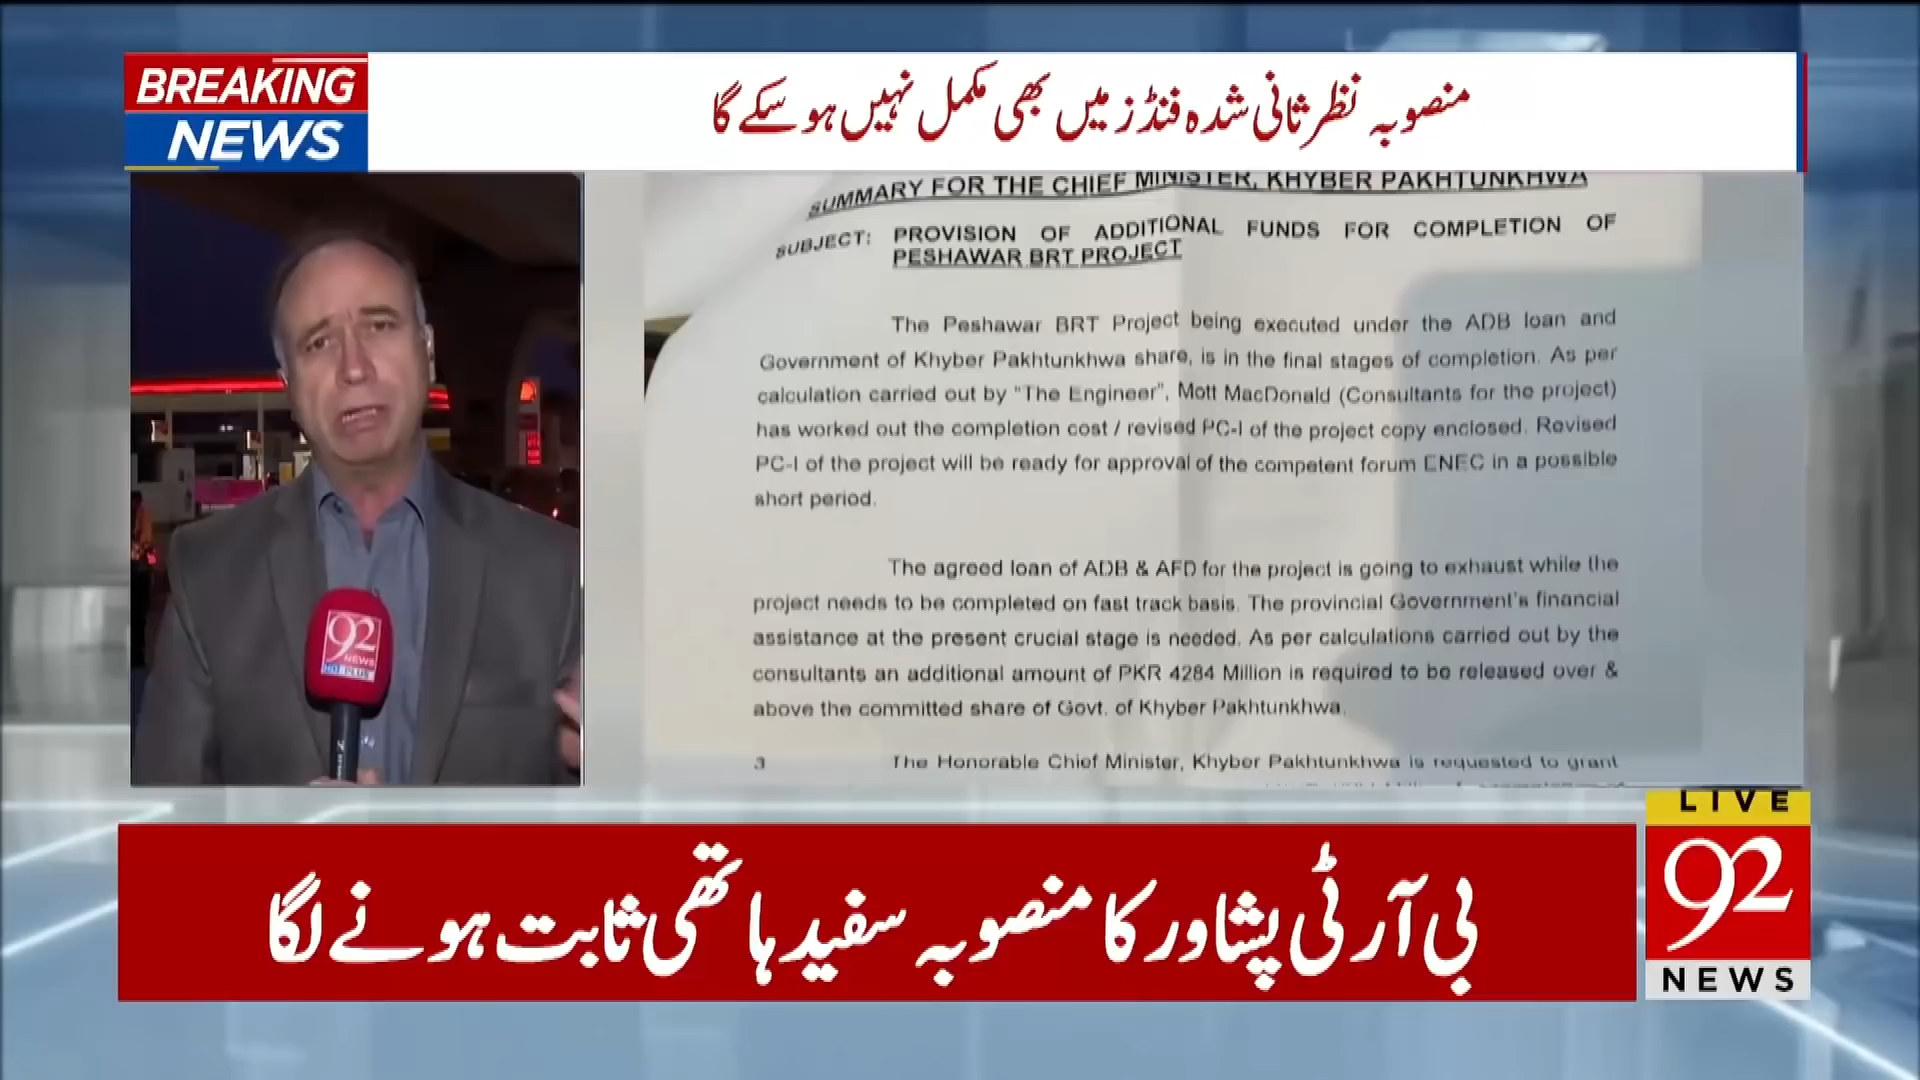 BREAKING
NEWS
منصوبہ نظر ثانی شدہ فنڈز میں بھی مکمل نہیں ہو سکے گا
SUMMARY FOR THE CHIEF MINISTER, KHYBER PAKHTUNKHWA
SUBJECT: PROVISION OF ADDITIONAL FUNDS FOR COMPLETION OF
PESHAWAR BRT PROJECT
The Peshawar BRT Project being executed under the ADB loan and
Government of Khyber Pakhtunkhwa share, is in the final stages of completion. As per
calculation carried out by "The Engineer", Mott MacDonald (Consultants for the project)
has worked out the completion cost / revised PC-I of the project copy enclosed. Revised
PC-I of the project will be ready for approval of the competent forum ENEC in a possible
short period.
The agreed loan of ADB & AFD for the project is going to exhaust while the
project needs to be completed on fast track basis. The provincial Government's financial
assistance at the present crucial stage is needed. As per calculations carried out by the
consultants an additional amount of PKR 4284 Million is required to be released over &
above the committed share of Govt. of Khyber Pakhtunkhwa.
3 The Honorable Chief Minister, Khyber Pakhtunkhwa is requested to grant
92
NEWS
HD PLUS
بی آر ٹی پشاور کا منصوبہ سفید ہاتھی ثابت ہونے لگا
LIVE
92
NEWS